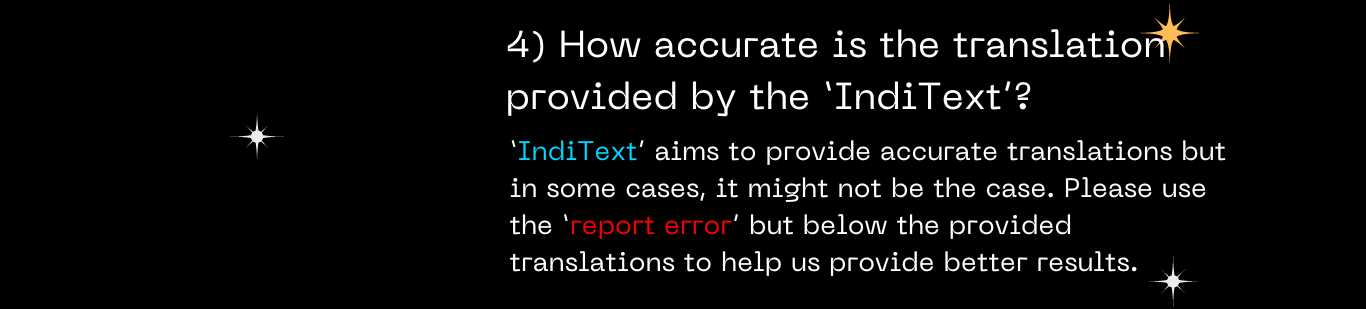 4) How accurate is the translation
provided by the ‘IndiText’?
‘IndiText’ aims to provide accurate translations but
in some cases, it might not be the case. Please use
the ‘report error’ but below the provided
translations to help us provide better results.